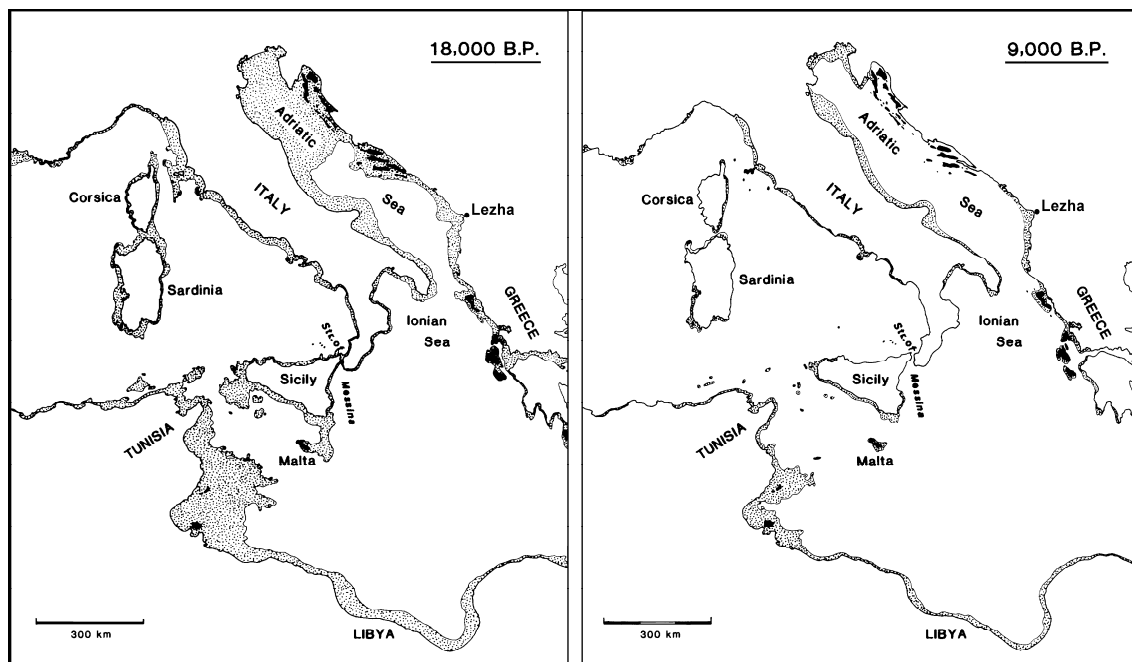 18,000 B.P.
Adriatic
Sea
Corsica
ITALY
Lezha
Sardinia
Ionian
Sea
GREECE
Str. of
Messina
Sicily
TUNISIA
Malta
300 km
LIBYA
9,000 B.P.
Adriatic
Sea
Corsica
ITALY
Lezha
Sardinia
Ionian
Sea
GREECE
Str. of
Messina
Sicily
TUNISIA
Malta
300 km
LIBYA